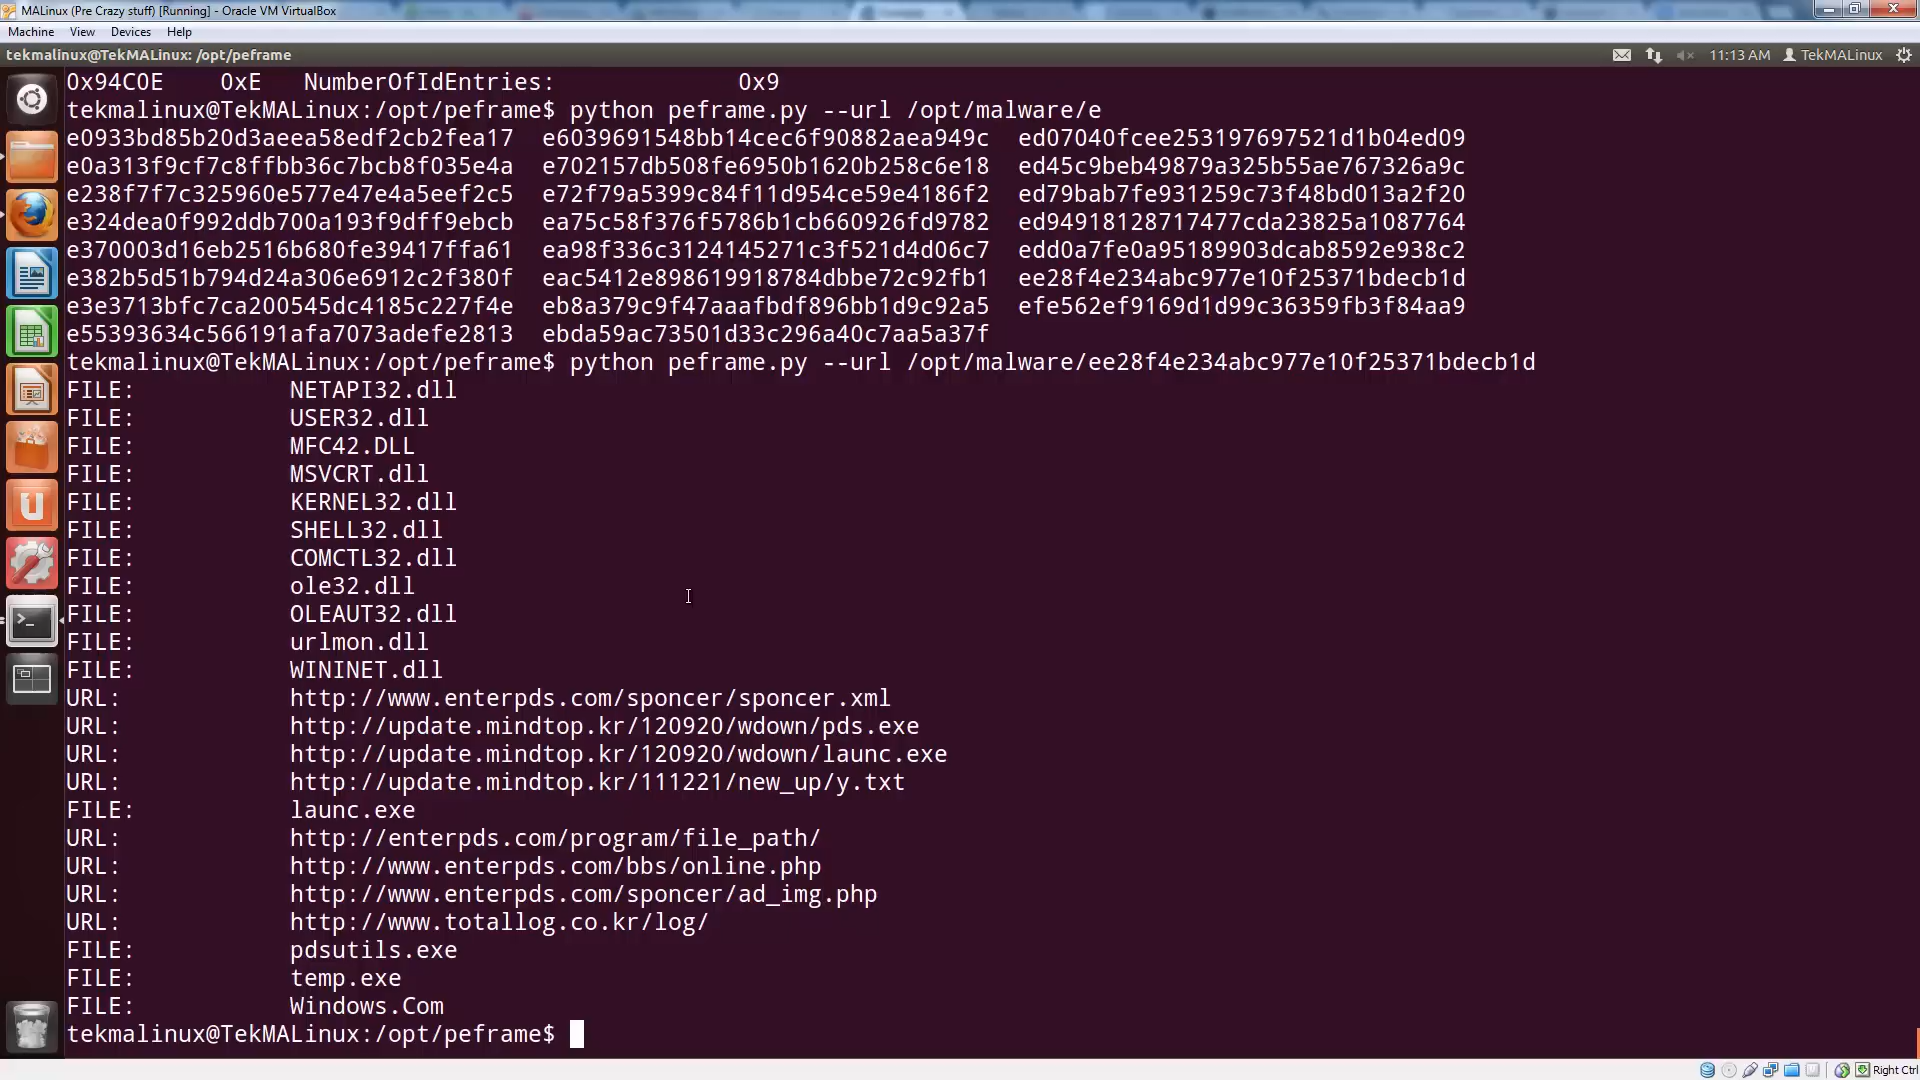 MALinux (Pre Crazy stuff) [Running] - Oracle VM VirtualBox
Machine View Devices Help
tekmalinux@TekMALinux: /opt/peframe 11:13 AM TekMALinux
0x94C0E 0xE NumberOfIdEntries: 0x9
tekmalinux@TekMALinux:/opt/peframe$ python peframe.py --url /opt/malware/e
e0933bd85b20d3aeea58edf2cb2fea17 e6039691548bb14cec6f90882aea949c ed07040fcee253197697521d1b04ed09
e0a313f9cf7c8ffbb36c7bcb8f035e4a e702157db508fe6950b1620b258c6e18 ed45c9beb49879a325b55ae767326a9c
e238f7f7c325960e577e47e4a5eef2c5 e72f79a5399c84f11d954ce59e4186f2 ed79bab7fe931259c73f48bd013a2f20
e324dea0f992ddb700a193f9dff9ebcb ea75c58f376f5786b1cb660926fd9782 ed94918128717477cda23825a1087764
e370003d16eb2516b680fe39417ffa61 ea98f336c3124145271c3f521d4d06c7 edd0a7fe0a95189903dcab8592e938c2
e382b5d51b794d24a306e6912c2f380f eac5412e898619918784dbbe72c92fb1 ee28f4e234abc977e10f25371bdecb1d
e3e3713bfc7ca200545dc4185c227f4e eb8a379c9f47aaafbdf896bb1d9c92a5 efe562ef9169d1d99c36359fb3f84aa9
e55393634c566191afa7073adefe2813 ebda59ac73501d33c296a40c7aa5a37f
tekmalinux@TekMALinux:/opt/peframe$ python peframe.py --url /opt/malware/ee28f4e234abc977e10f25371bdecb1d
FILE: NETAPI32.dll
FILE: USER32.dll
FILE: MFC42.DLL
FILE: MSVCRT.dll
FILE: KERNEL32.dll
FILE: SHELL32.dll
FILE: COMCTL32.dll
FILE: ole32.dll
FILE: OLEAUT32.dll
FILE: urlmon.dll
FILE: WININET.dll
URL: http://www.enterpds.com/sponcer/sponcer.xml
URL: http://update.mindtop.kr/120920/wdown/pds.exe
URL: http://update.mindtop.kr/120920/wdown/launc.exe
URL: http://update.mindtop.kr/111221/new_up/y.txt
FILE: launc.exe
URL: http://enterpds.com/program/file_path/
URL: http://www.enterpds.com/bbs/online.php
URL: http://www.enterpds.com/sponcer/ad_img.php
URL: http://www.totallog.co.kr/log/
FILE: pdsutils.exe
FILE: temp.exe
FILE: Windows.Com
tekmalinux@TekMALinux:/opt/peframe$
Right Ctrl